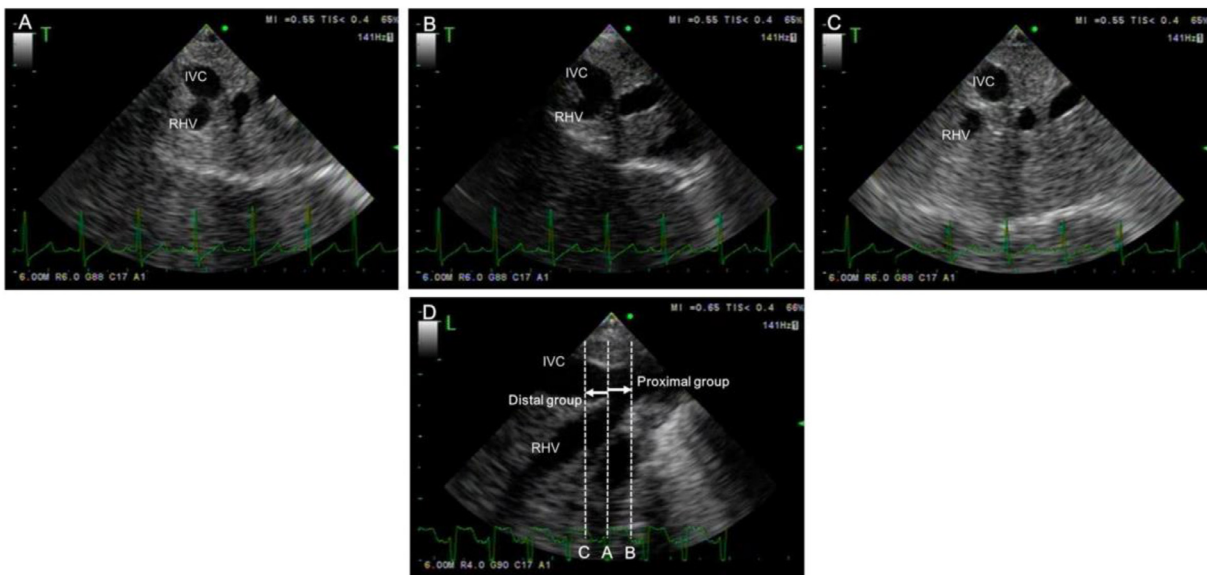 A
T
MI =0.55 TIS< 0.4 65%
141Hz
IVC
RHV
6.00M R6.0 G88 C17 A1
B
T
MI =0.55 TIS< 0.4 65%
141Hz
IVC
RHV
6.00M R6.0 G88 C17 A1
C
T
MI =0.55 TIS< 0.4 65%
141Hz
IVC
RHV
6.00M R6.0 G88 C17 A1
D
L
MI =0.65 TIS< 0.4 66%
141Hz
IVC
Proximal group
Distal group
RHV
C A B
6.00M R4.0 G90 C17 A1